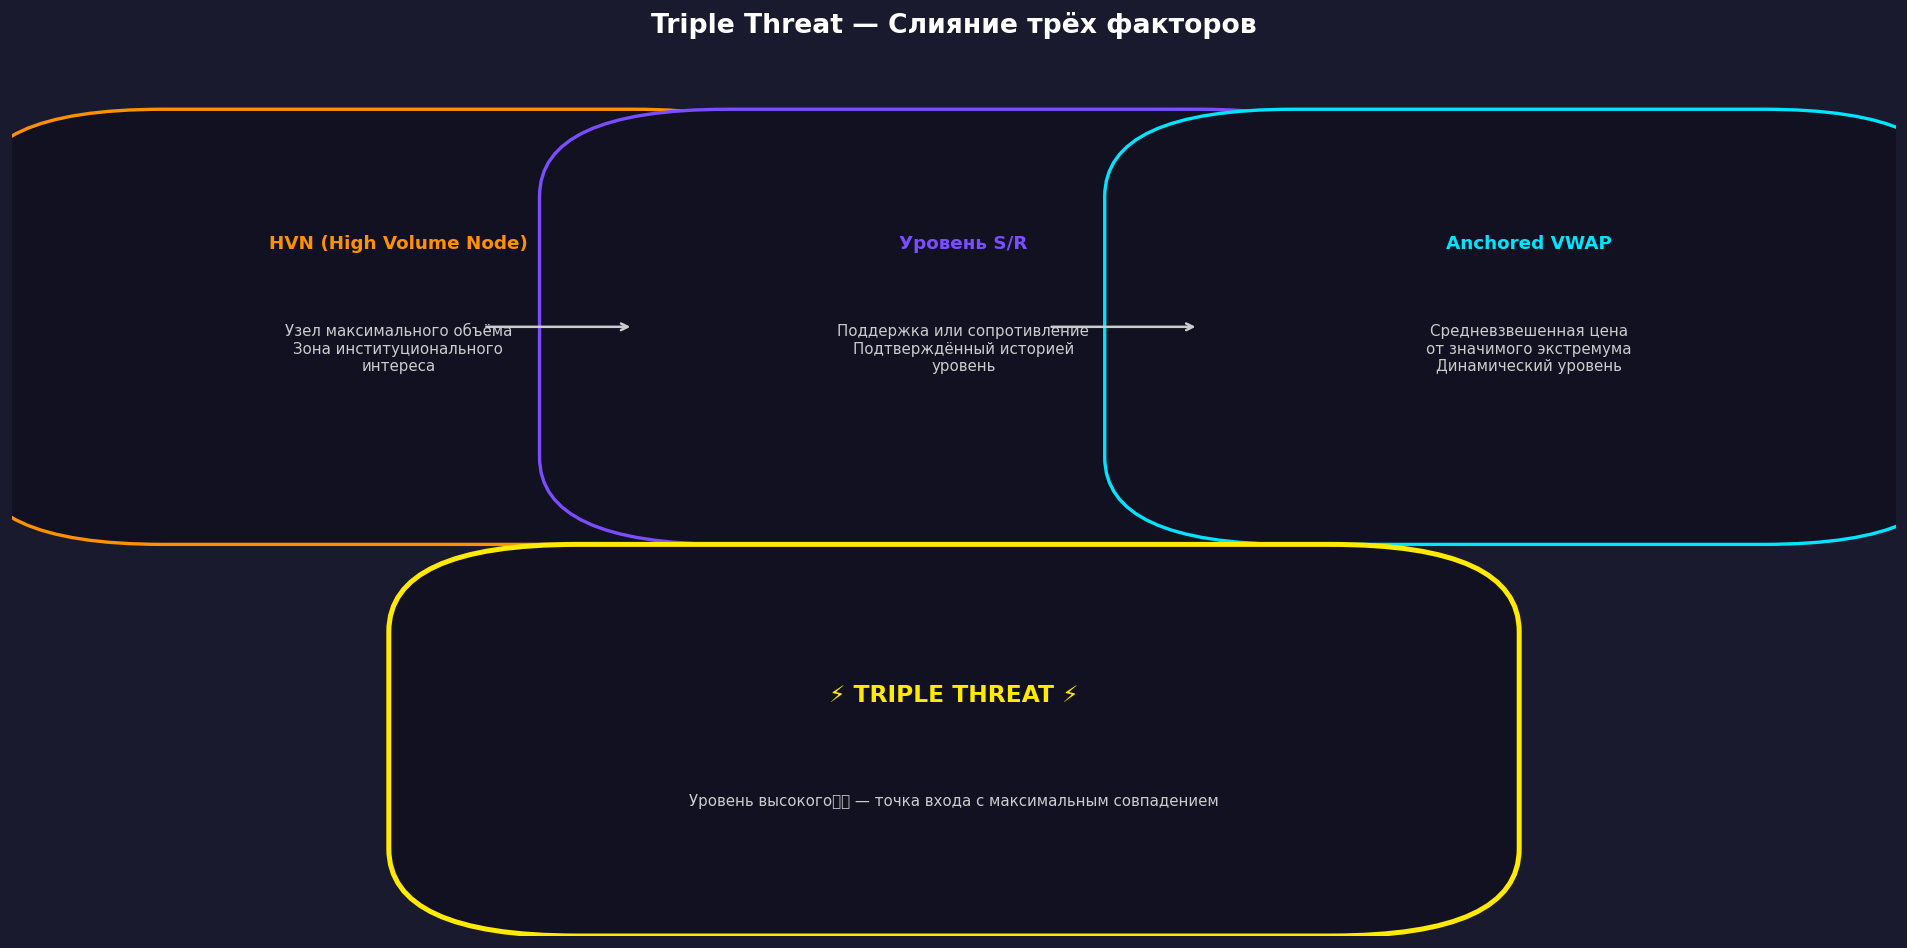 Triple Threat — Слияние трёх факторов
HVN (High Volume Node)
Узел максимального объёма
Зона институционального
интереса
Уровень S/R
Поддержка или сопротивление
Подтверждённый историей
уровень
Anchored VWAP
Средневзвешенная цена
от значимого экстремума
Динамический уровень
⚡ TRIPLE THREAT ⚡
Уровень высокого — точка входа с максимальным совпадением